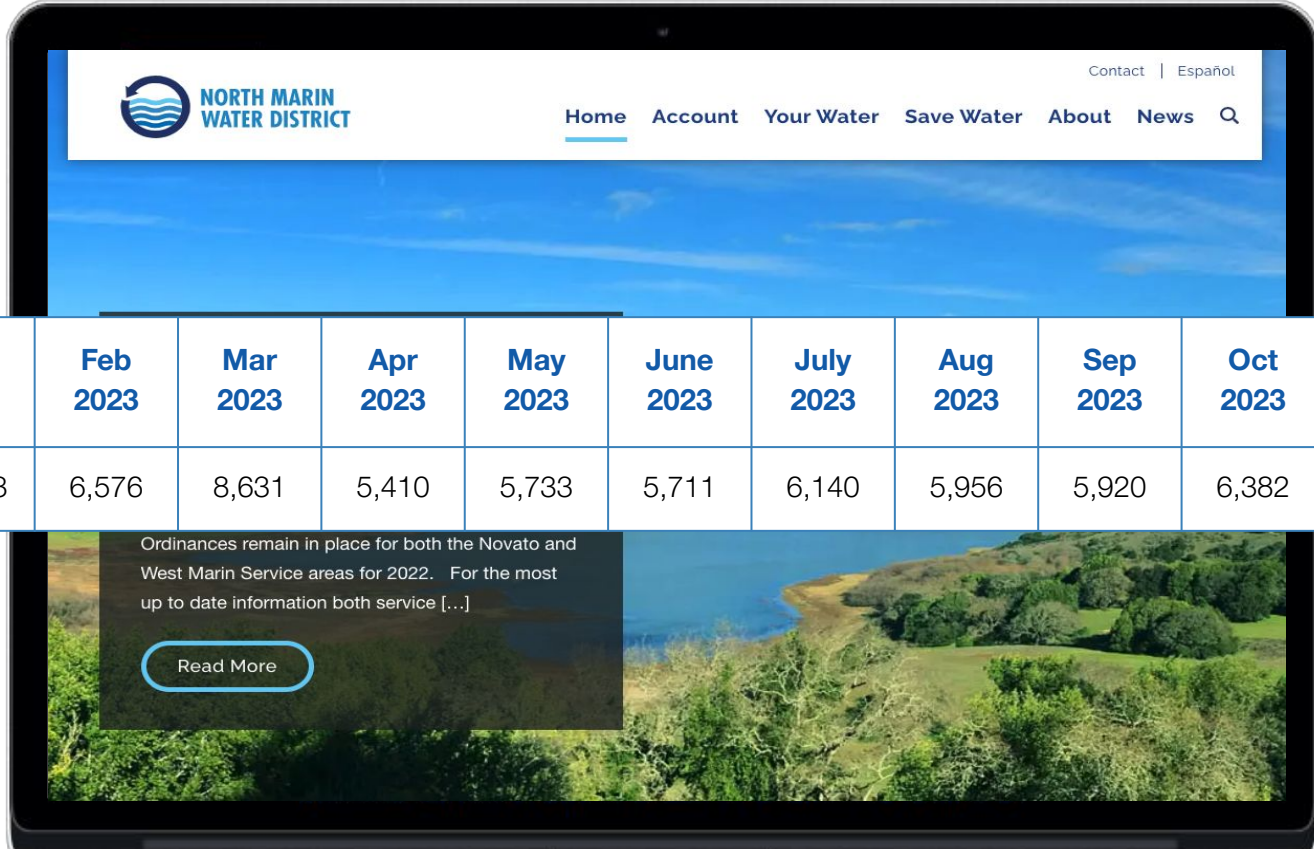 Contact | Español
NORTH MARIN
WATER DISTRICT
Home Account Your Water Save Water About News
Feb 2023 Mar 2023 Apr 2023 May 2023 June 2023 July 2023 Aug 2023 Sep 2023 Oct 2023
6,576 8,631 5,410 5,733 5,711 6,140 5,956 5,920 6,382
Ordinances remain in place for both the Novato and
West Marin Service areas for 2022. For the most
up to date information both service […]
Read More